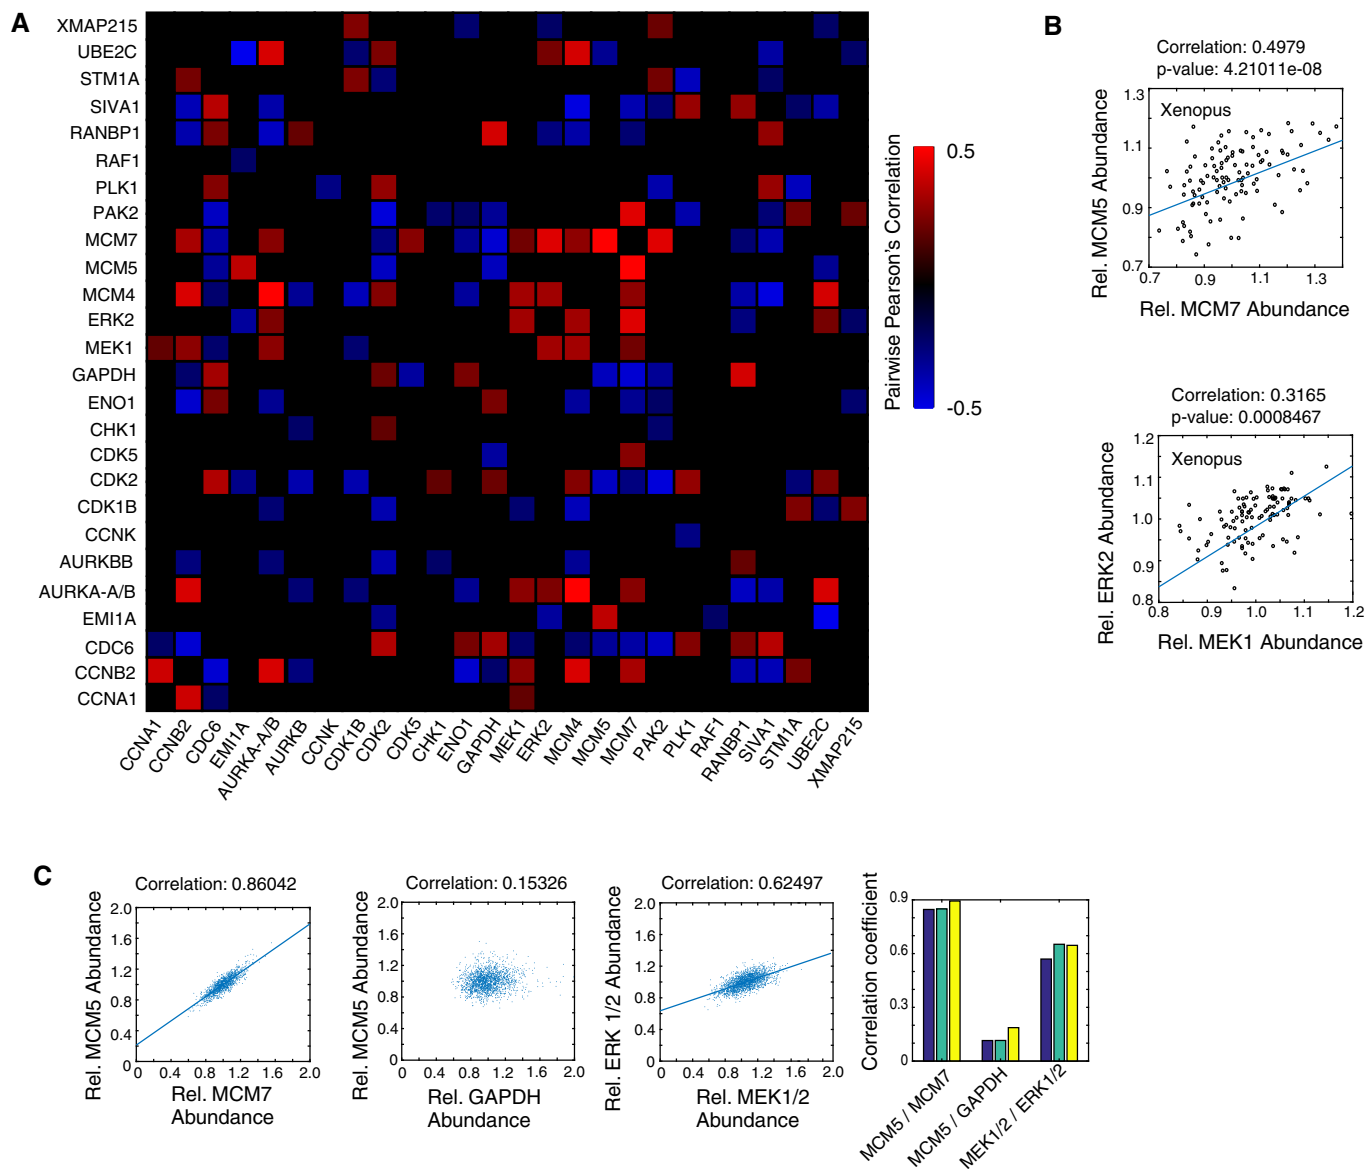 A
XMAP215
UBE2C
STM1A
SIVA1
RANBP1
RAF1
PLK1
PAK2
MCM7
MCM5
MCM4
ERK2
MEK1
GAPDH
ENO1
CHK1
CDK5
CDK2
CDK1B
CCNK
AURKBB
AURKA-A/B
EMI1A
CDC6
CCNB2
CCNA1
CCNA1
CCNB2
CDC6
EMI1A
AURKA-A/B
AURKB
CCNK
CDK1B
CDK2
CDK5
CHK1
ENO1
GAPDH
MEK1
ERK2
MCM4
MCM5
MCM7
PAK2
PLK1
RAF1
RANBP1
SIVA1
STM1A
UBE2C
XMAP215
Pairwise Pearson's Correlation
0.5
-0.5
B
Correlation: 0.4979
p-value: 4.21011e-08
Xenopus
Rel. MCM5 Abundance
1.3
1.1
0.9
0.7
0.7 0.9 1.1 1.3
Rel. MCM7 Abundance
Correlation: 0.3165
p-value: 0.0008467
Xenopus
Rel. ERK2 Abundance
1.2
1.1
1.0
0.9
0.8
0.8 0.9 1.0 1.1 1.2
Rel. MEK1 Abundance
C
Correlation: 0.86042
Rel. MCM5 Abundance
2.0
1.6
1.2
0.8
0.4
0
0 0.4 0.8 1.2 1.6 2.0
Rel. MCM7
Abundance
Correlation: 0.15326
Rel. MCM5 Abundance
2.0
1.6
1.2
0.8
0.4
0
0 0.4 0.8 1.2 1.6 2.0
Rel. GAPDH
Abundance
Correlation: 0.62497
Rel. ERK 1/2 Abundance
2.0
1.6
1.2
0.8
0.4
0
0 0.4 0.8 1.2 1.6 2.0
Rel. MEK1/2
Abundance
Correlation coefficient
0.9
0.6
0.3
0
MCM5 / MCM7
MCM5 / GAPDH
MEK1/2 / ERK1/2